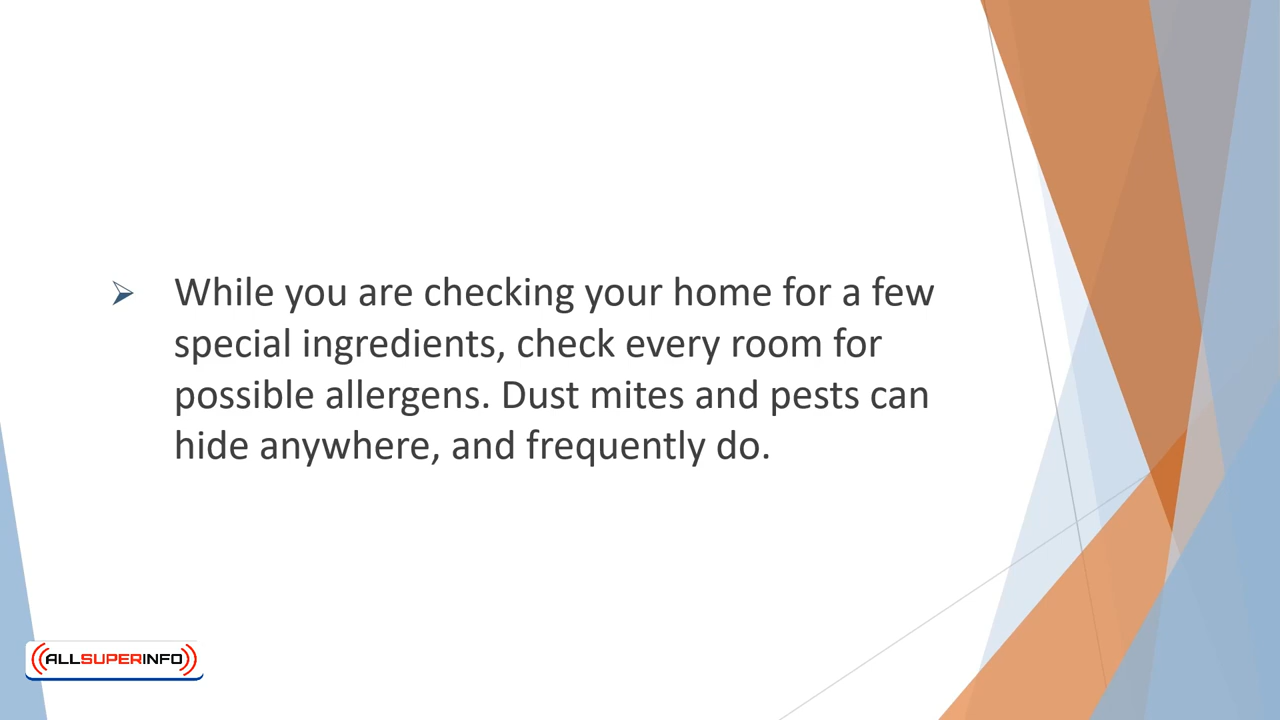 While you are checking your home for a few
special ingredients, check every room for
possible allergens. Dust mites and pests can
hide anywhere, and frequently do.
ALLSUPERINFO